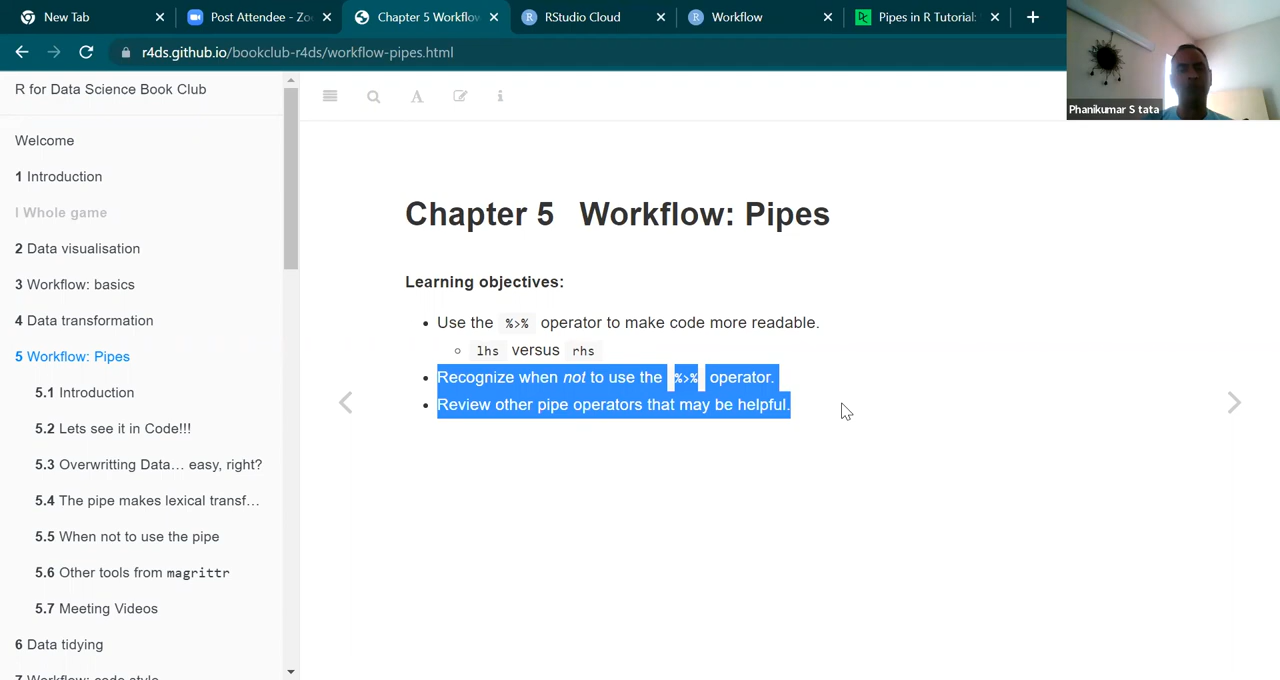 New Tab
Post Attendee - Zo
Chapter 5 Workflo
RStudio Cloud
Workflow
Pipes in R Tutorial:
r4ds.github.io/bookclub-r4ds/workflow-pipes.html
Phanikumar S tata
R for Data Science Book Club
Welcome
1 Introduction
I Whole game
2 Data visualisation
3 Workflow: basics
4 Data transformation
5 Workflow: Pipes
5.1 Introduction
5.2 Lets see it in Code!!!
5.3 Overwritting Data… easy, right?
5.4 The pipe makes lexical transf…
5.5 When not to use the pipe
5.6 Other tools from magrittr
5.7 Meeting Videos
6 Data tidying
7 Workflow: code style
Chapter 5 Workflow: Pipes
Learning objectives:
• Use the %>% operator to make code more readable.
◦ lhs versus rhs
• Recognize when not to use the %>% operator.
• Review other pipe operators that may be helpful.